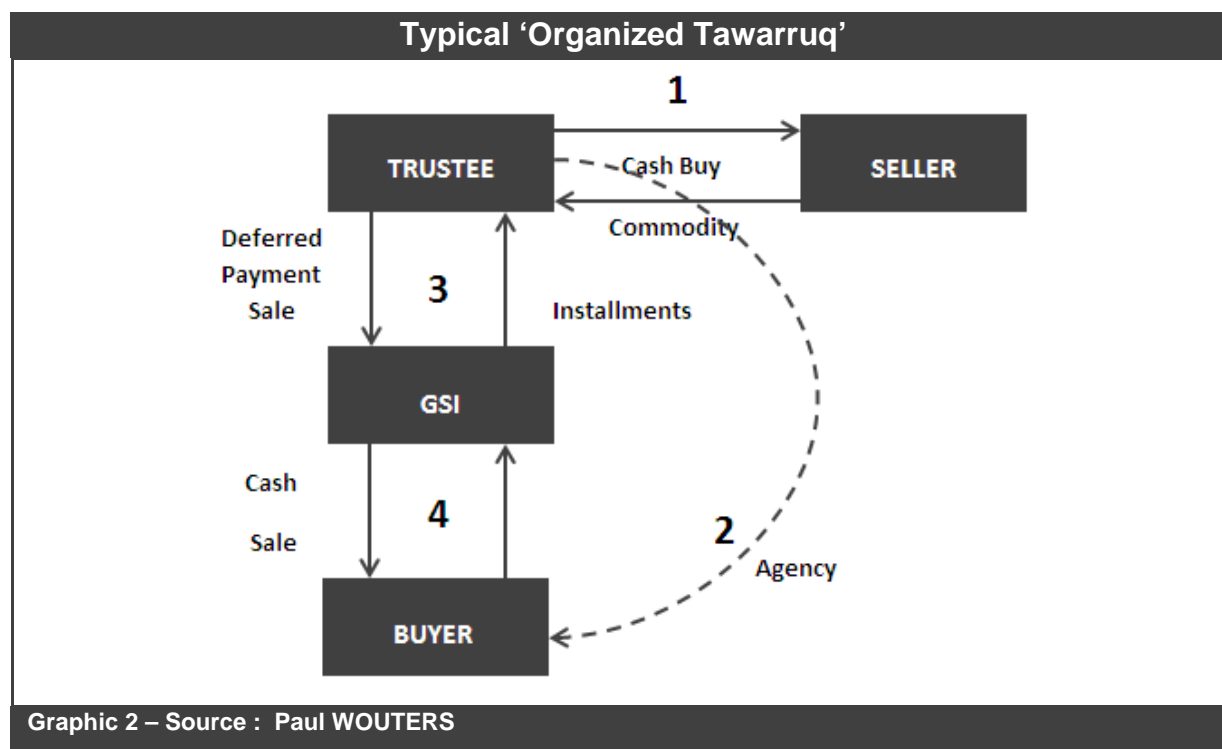 Typical ‘Organized Tawarruq’
1
TRUSTEE
Cash Buy
SELLER
Commodity
Deferred
Payment
Sale
3
Installments
GSI
Cash
Sale
4
2
Agency
BUYER
Graphic 2 – Source : Paul WOUTERS